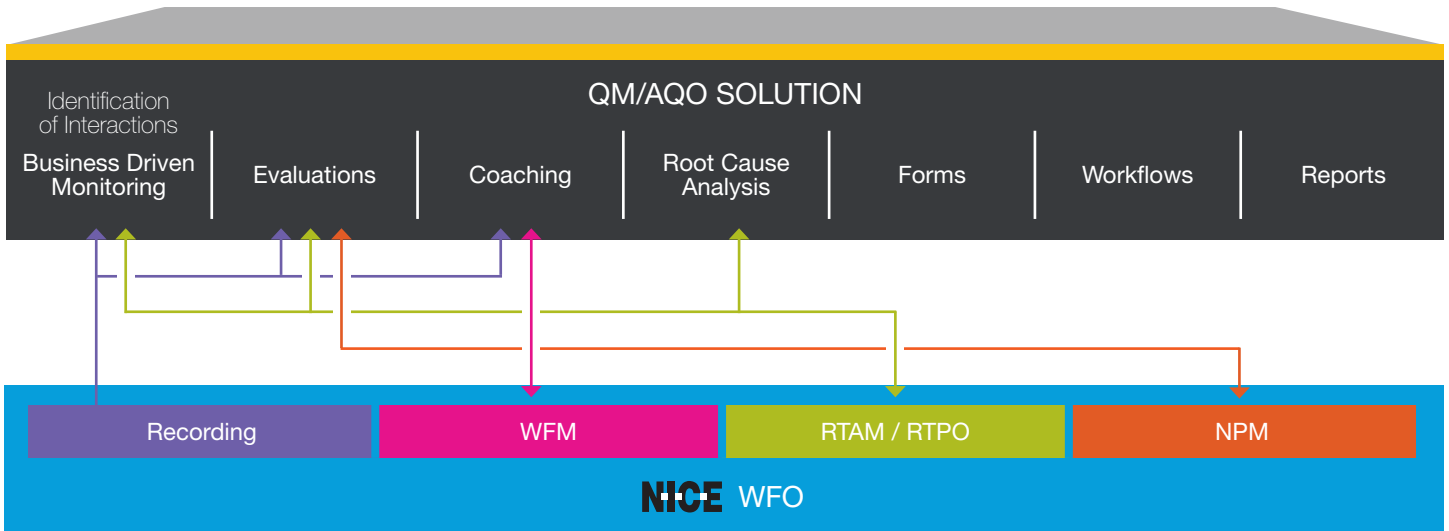 QM/AQO SOLUTION
Identification
of Interactions
Business Driven
Monitoring
Evaluations
Coaching
Root Cause
Analysis
Forms
Workflows
Reports
Recording
WFM
RTAM / RTPO
NPM
NICE WFO